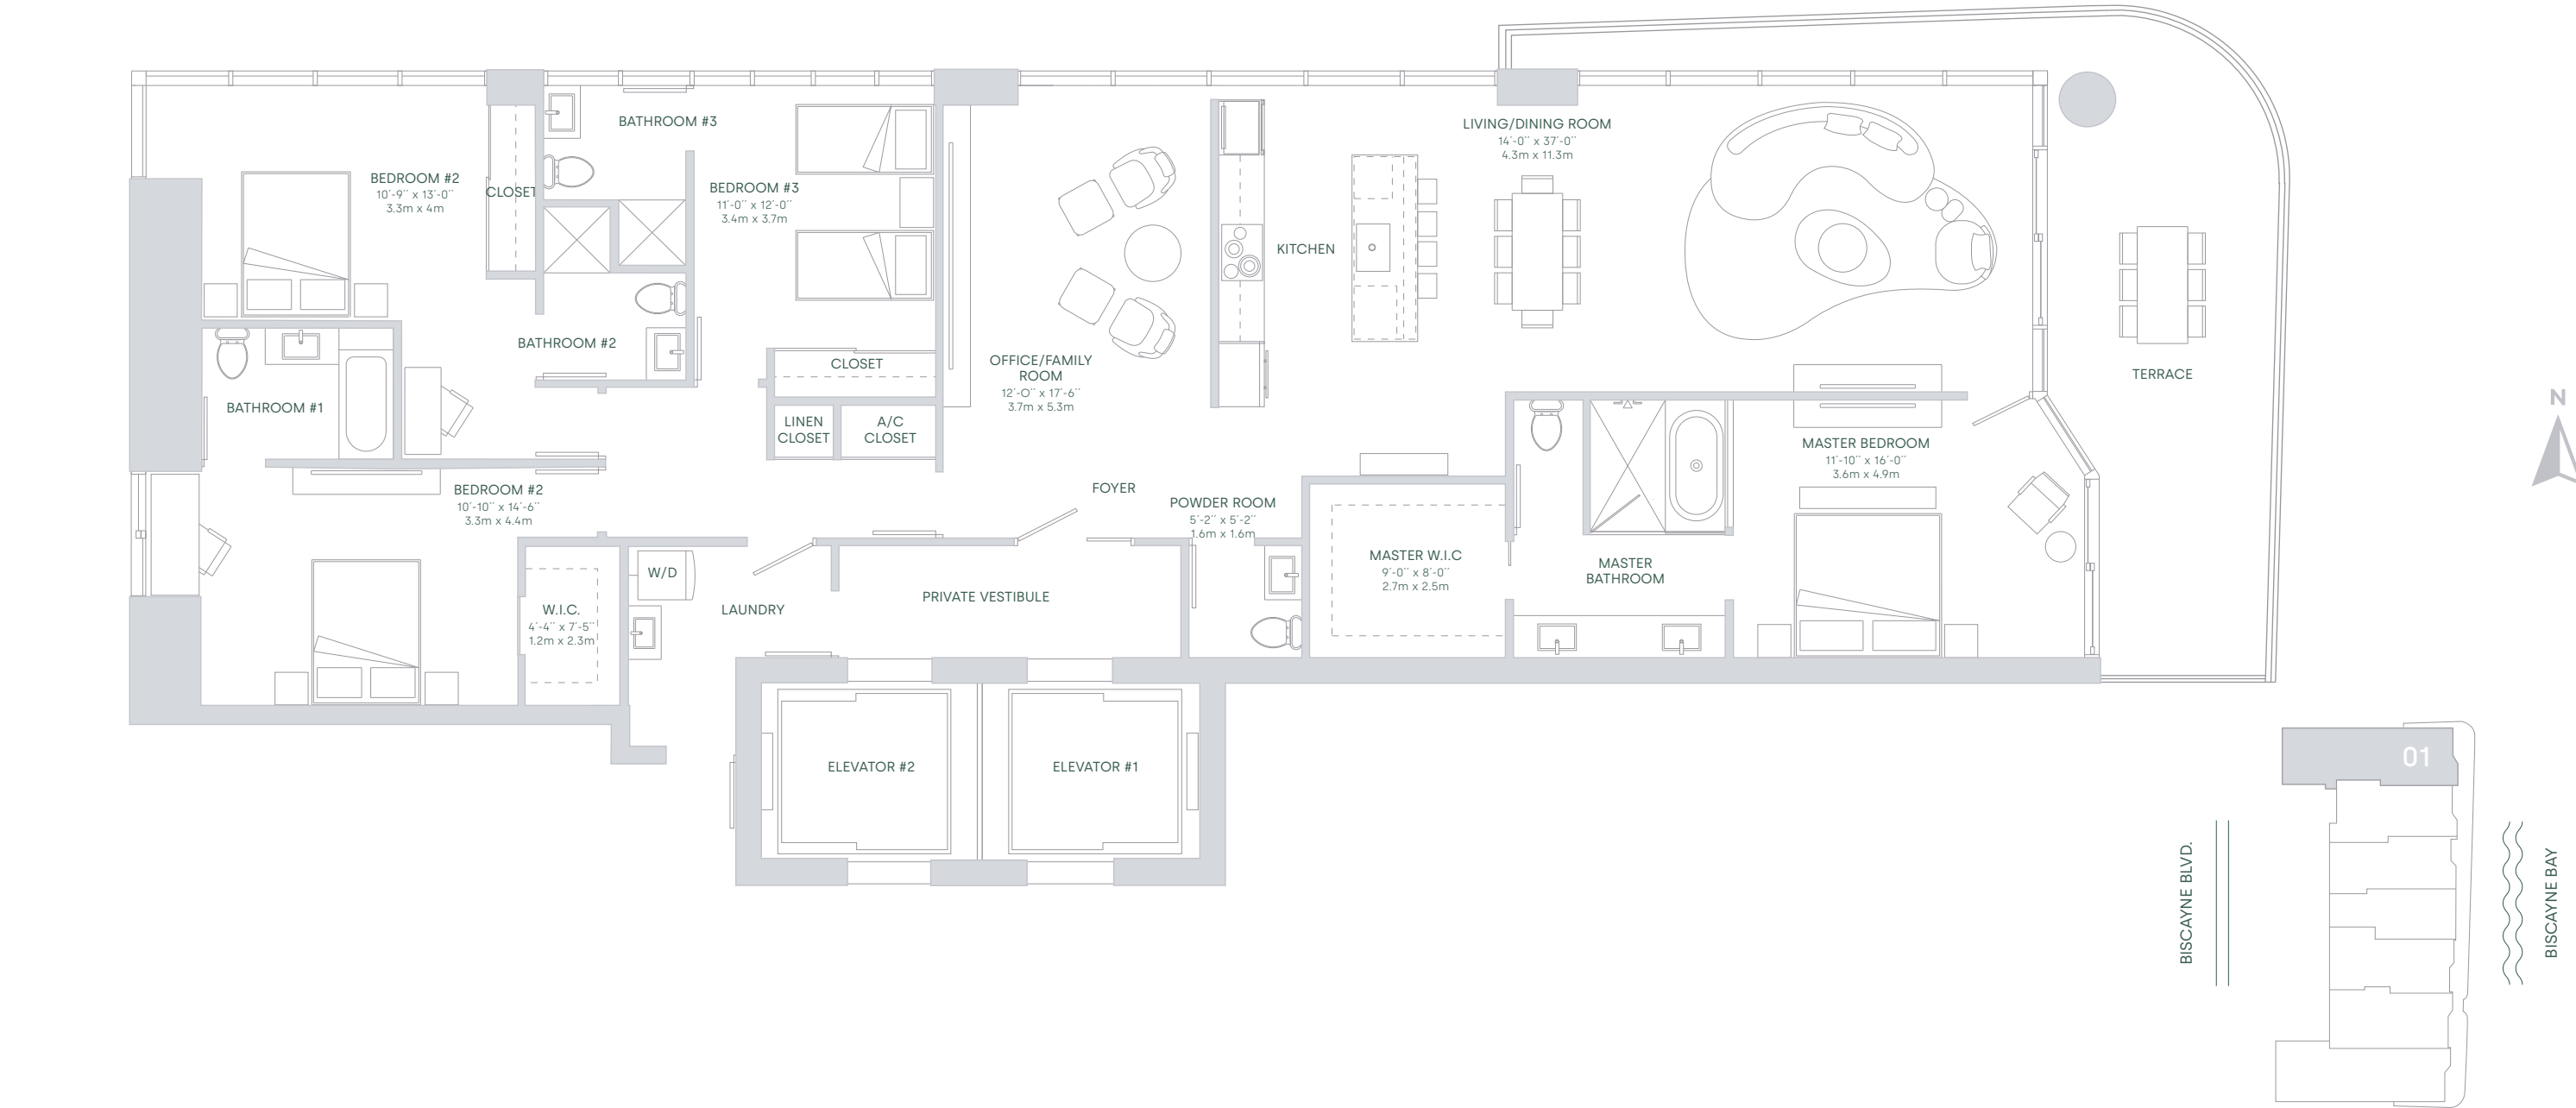 BATHROOM #3
LIVING/DINING ROOM
14´-0´´ x 37´-0´´
4.3m x 11.3m
BEDROOM #2
10´-9´´ x 13´-0´´
3.3m x 4m
CLOSET
BEDROOM #3
11´-0´´ x 12´-0´´
3.4m x 3.7m
KITCHEN
BATHROOM #2
CLOSET
OFFICE/FAMILY
ROOM
12´-O´´ x 17´-6´´
3.7m x 5.3m
TERRACE
BATHROOM #1
LINEN
CLOSET
A/C
CLOSET
N
MASTER BEDROOM
11´-10´´ x 16´-0´´
3.6m x 4.9m
BEDROOM #2
10´-10´´ x 14´-6´´
3.3m x 4.4m
FOYER
POWDER ROOM
5´-2´´ x 5´-2´´
1.6m x 1.6m
MASTER W.I.C
9´-0´´ x 8´-0´´
2.7m x 2.5m
MASTER
BATHROOM
W/D
LAUNDRY
PRIVATE VESTIBULE
W.I.C.
4´-4´´ x 7´-5´´
1.2m x 2.3m
ELEVATOR #2
ELEVATOR #1
01
BISCAYNE BLVD.
BISCAYNE BAY